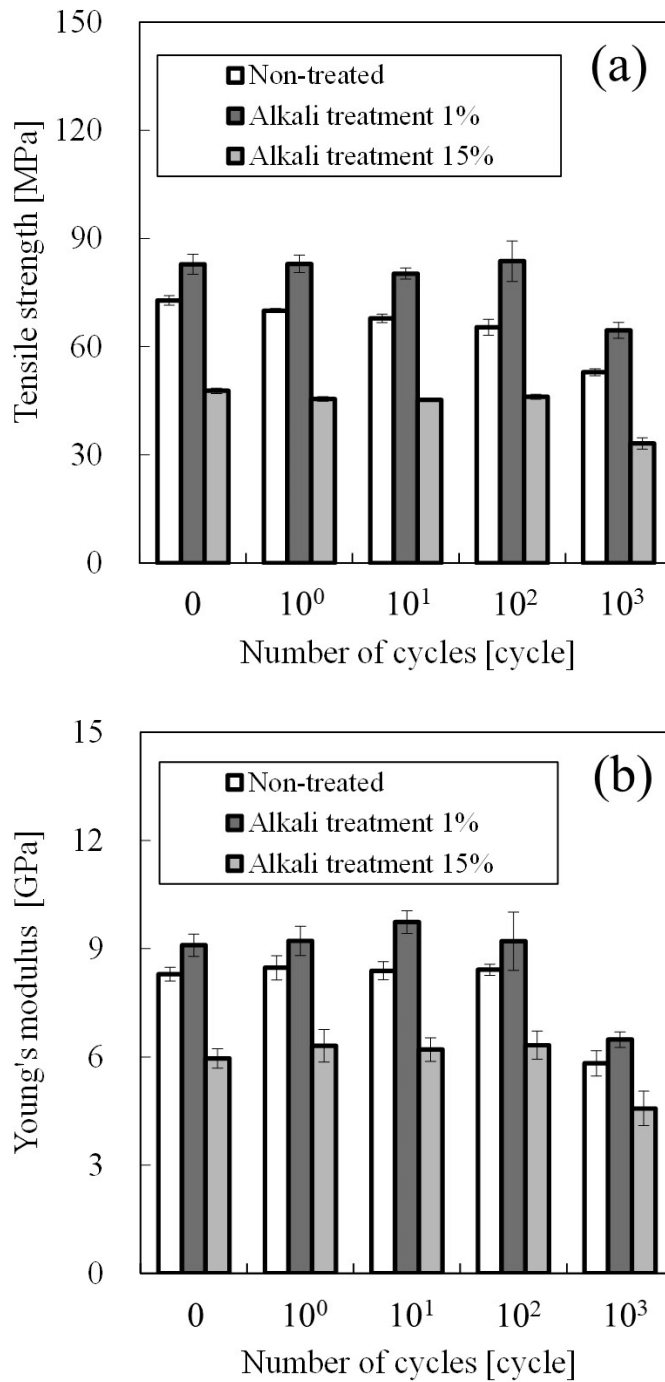 (a)
Non-treated
Alkali treatment 1%
Alkali treatment 15%
Tensile strength [MPa]
150
120
90
60
30
0
0 10⁰ 10¹ 10² 10³
Number of cycles [cycle]
(b)
Non-treated
Alkali treatment 1%
Alkali treatment 15%
Young's modulus [GPa]
15
12
9
6
3
0
0 10⁰ 10¹ 10² 10³
Number of cycles [cycle]